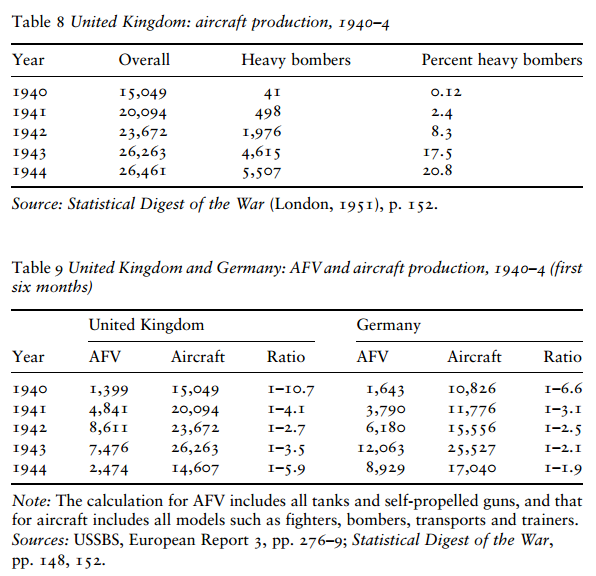 Table 8 United Kingdom: aircraft production, 1940–4
Year Overall Heavy bombers Percent heavy bombers
1940 15,049 41 0.12
1941 20,094 498 2.4
1942 23,672 1,976 8.3
1943 26,263 4,615 17.5
1944 26,461 5,507 20.8
Source: Statistical Digest of the War (London, 1951), p. 152.
Table 9 United Kingdom and Germany: AFV and aircraft production, 1940–4 (first
six months)
United Kingdom Germany
Year AFV Aircraft Ratio AFV Aircraft Ratio
1940 1,399 15,049 1–10.7 1,643 10,826 1–6.6
1941 4,841 20,094 1–4.1 3,790 11,776 1–3.1
1942 8,611 23,672 1–2.7 6,180 15,556 1–2.5
1943 7,476 26,263 1–3.5 12,063 25,527 1–2.1
1944 2,474 14,607 1–5.9 8,929 17,040 1–1.9
Note: The calculation for AFV includes all tanks and self-propelled guns, and that
for aircraft includes all models such as fighters, bombers, transports and trainers.
Sources: USSBS, European Report 3, pp. 276–9; Statistical Digest of the War,
pp. 148, 152.